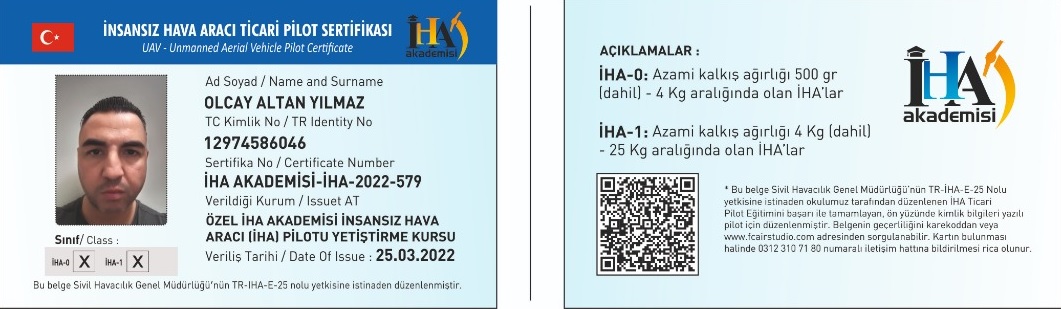 İNSANSIZ HAVA ARACI TİCARİ PİLOT SERTİFİKASI
UAV - Unmanned Aerial Vehicle Pilot Certificate
İHA
akademisi
Ad Soyad / Name and Surname
OLCAY ALTAN YILMAZ
TC Kimlik No / TR Identity No
12974586046
Sertifika No / Certificate Number
İHA AKADEMİSİ-İHA-2022-579
Verildiği Kurum / Issuet AT
ÖZEL İHA AKADEMİSİ İNSANSIZ HAVA
ARACI (İHA) PİLOTU YETİŞTİRME KURSU
Veriliş Tarihi / Date Of Issue : 25.03.2022
Sınıf/ Class :
İHA-0 X İHA-1 X
Bu belge Sivil Havacılık Genel Müdürlüğü'nün TR-IHA-E-25 nolu yetkisine istinaden düzenlenmiştir.
AÇIKLAMALAR :
İHA-0: Azami kalkış ağırlığı 500 gr
(dahil) - 4 Kg aralığında olan İHA'lar
İHA-1: Azami kalkış ağırlığı 4 Kg (dahil)
- 25 Kg aralığında olan İHA'lar
İHA
akademisi
* Bu belge Sivil Havacılık Genel Müdürlüğü'nün TR-İHA-E-25 Nolu
yetkisine istinaden okulumuz tarafından düzenlenen İHA Ticari
Pilot Eğitimini başarı ile tamamlayan, ön yüzünde kimlik bilgileri yazılı
pilot için düzenlenmiştir. Belgenin geçerliliğini karekoddan veya
www.fcairstudio.com adresinden sorgulanabilir. Kartın bulunması
halinde 0312 310 71 80 numaralı iletişim hattına bildirilmesi rica olunur.